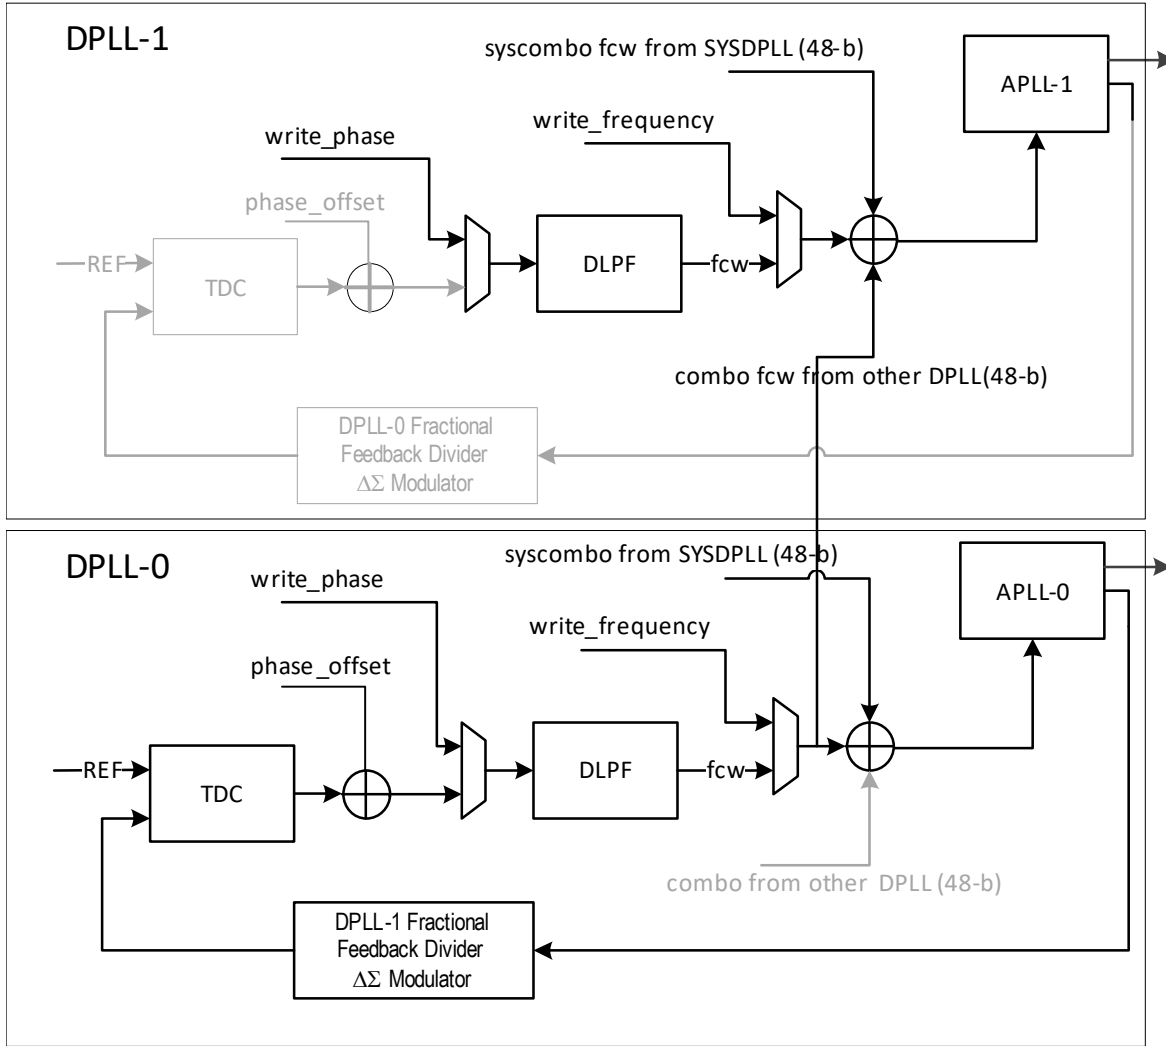 DPLL-1
syscombo fcw from SYSDPLL (48-b)
APLL-1
write_frequency
write_phase
phase_offset
REF
TDC
DLPF
fcw
combo fcw from other DPLL(48-b)
DPLL-0 Fractional
Feedback Divider
ΔΣ Modulator
DPLL-0
syscombo from SYSDPLL (48-b)
APLL-0
write_phase
write_frequency
phase_offset
REF
TDC
DLPF
fcw
combo from other DPLL (48-b)
DPLL-1 Fractional
Feedback Divider
ΔΣ Modulator